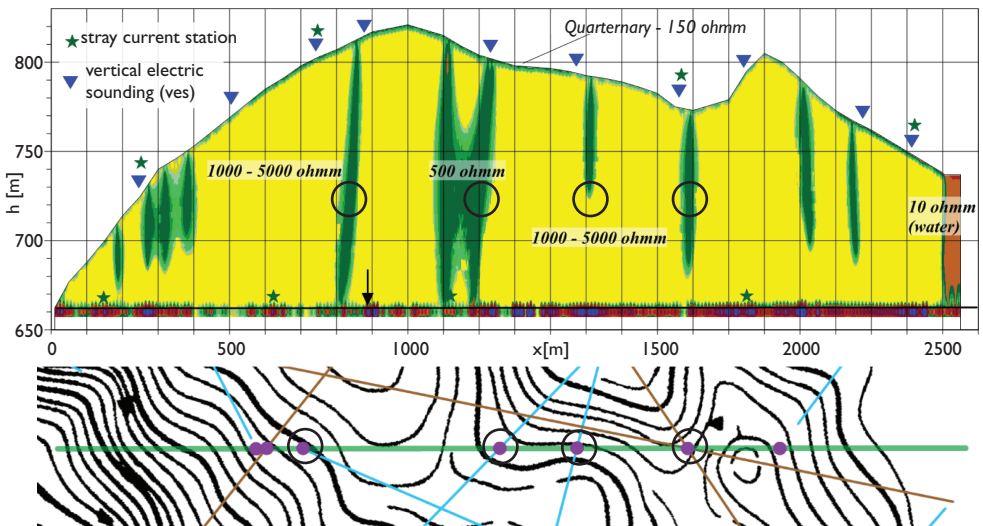 stray current station
vertical electric
sounding (ves)
Quarternary - 150 ohmm
h [m]
800
750
700
650
1000 - 5000 ohmm
500 ohmm
1000 - 5000 ohmm
10 ohmm
(water)
0
500
1000
x[m]
1500
2000
2500